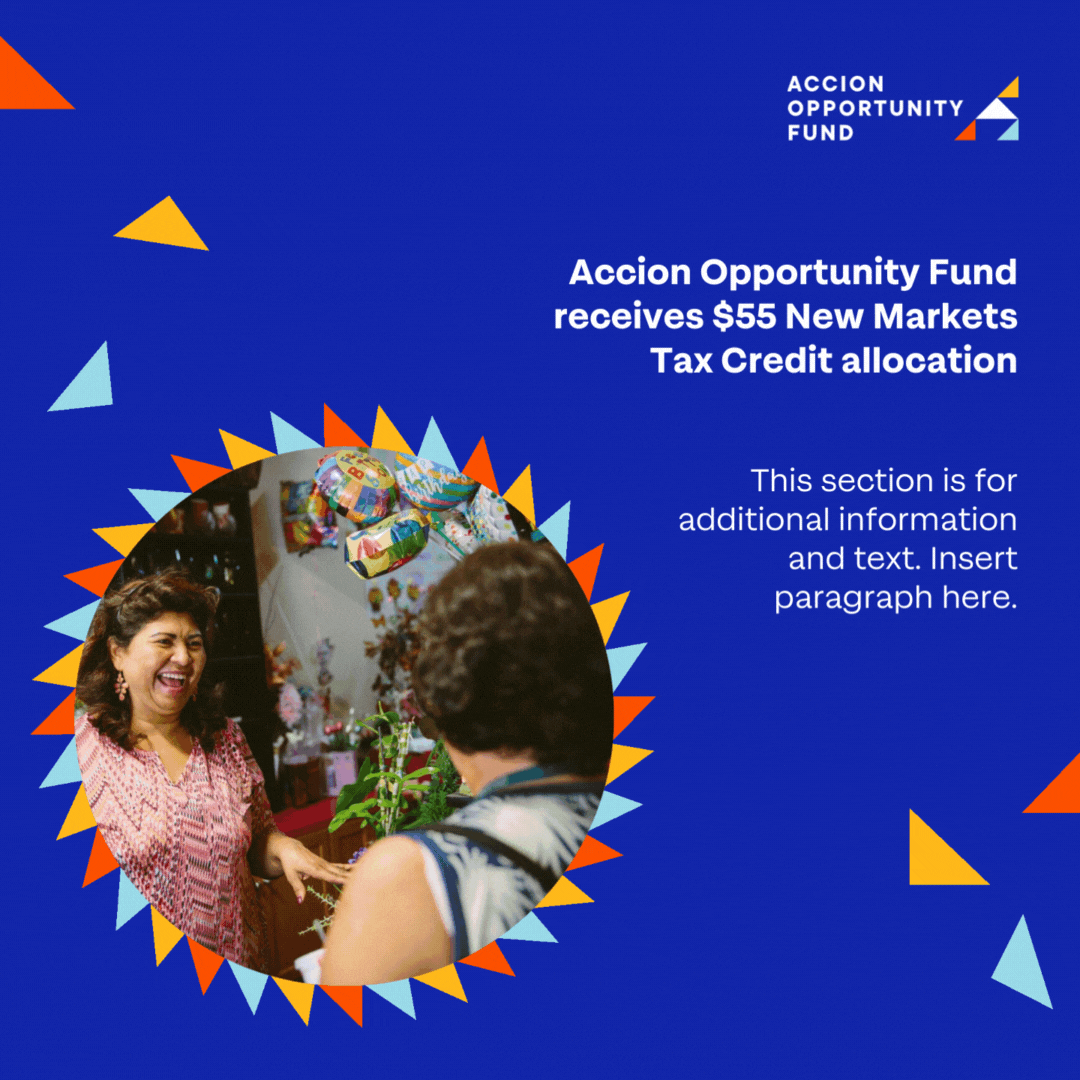 ACCION
OPPORTUNITY
FUND
Accion Opportunity Fund
receives $55 New Markets
Tax Credit allocation
This section is for
additional information
and text. Insert
paragraph here.